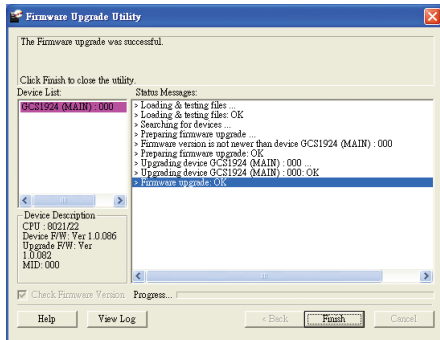 Firmware Upgrade Utility
The Firmware upgrade was
successful.
Click Finish to close the utility.
Device List:
Status Messages:
GCS1924 (MAIN) : 000
> Loading & testing files ...
> Loading & testing files: OK
> Searching for devices ...
> Preparing firmware upgrade ...
> Firmware version is not newer than device GCS1924 (MAIN) : 000
> Preparing firmware upgrade: OK
> Upgrading device GCS1924 (MAIN) : 000 ...
> Upgrading device GCS1924 (MAIN) : 000: OK
> Firmware upgrade: OK
Device Description
CPU : 8021/22
Device F/W: Ver 1.0.086
Upgrade F/W: Ver
1.0.082
MID: 000
Check Firmware Version
Progress...
Help
View Log
< Back
Finish
Cancel